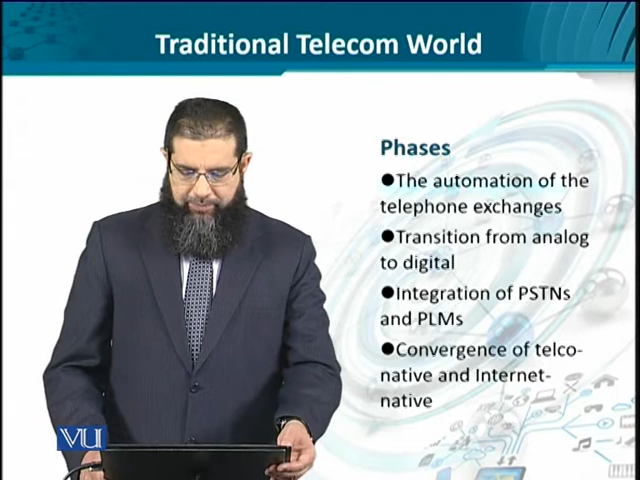 Traditional Telecom World
Phases
●The automation of the
telephone exchanges
●Transition from analog
to digital
●Integration of PSTNs
and PLMs
●Convergence of telco-
native and Internet-
native
VU